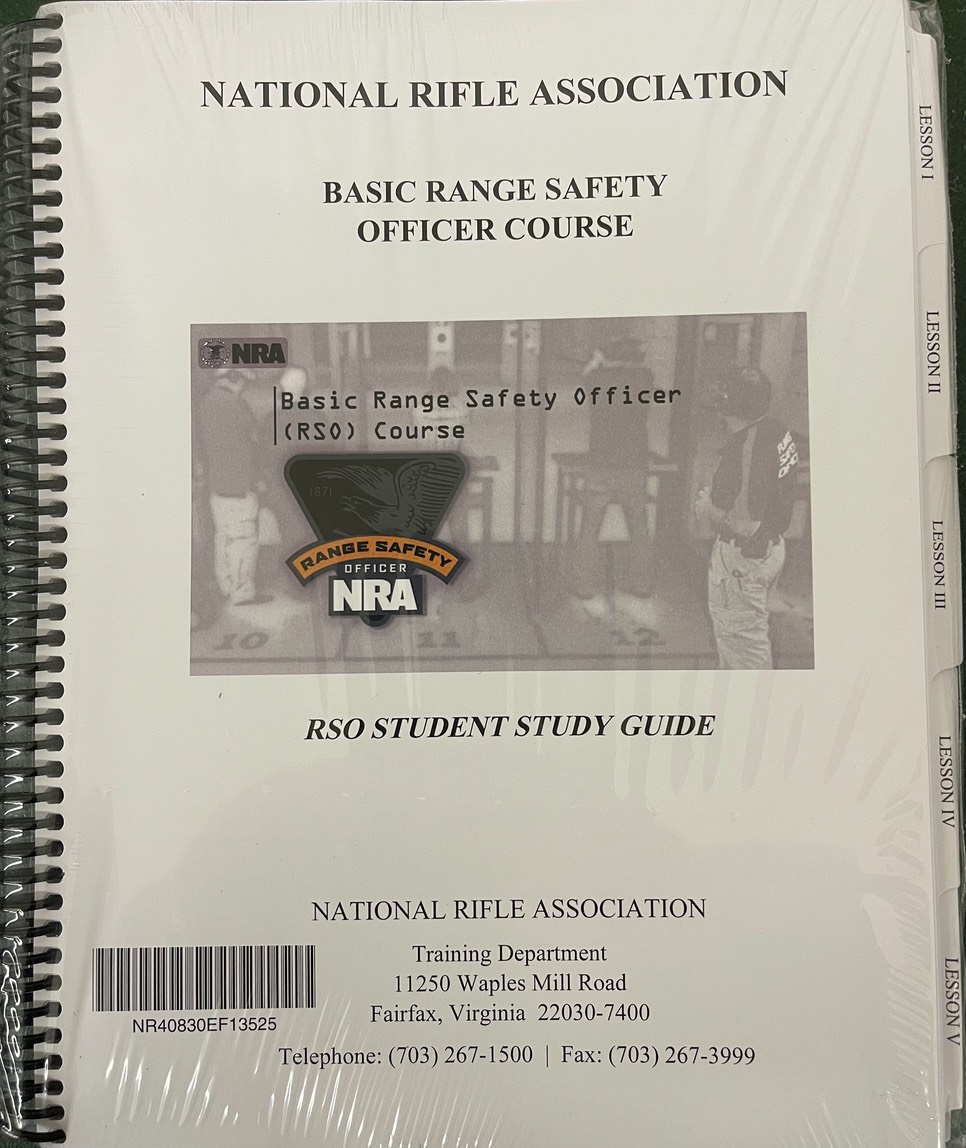 NATIONAL RIFLE ASSOCIATION
BASIC RANGE SAFETY
OFFICER COURSE
NRA
Basic Range Safety Officer
(RSO) Course
1871
RANGE SAFETY
OFFICER
NRA
10
11
12
RSO STUDENT STUDY GUIDE
NATIONAL RIFLE ASSOCIATION
Training Department
11250 Waples Mill Road
Fairfax, Virginia 22030-7400
Telephone: (703) 267-1500 | Fax: (703) 267-3999
NR40830EF13525
LESSON I
LESSON II
LESSON III
LESSON IV
LESSON V